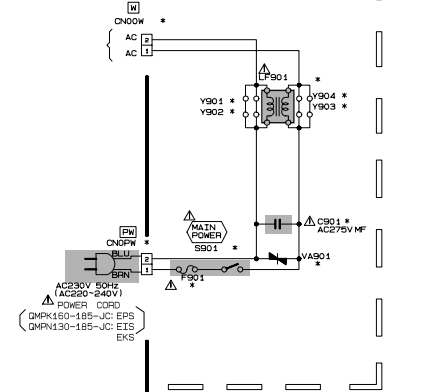 W
CN00W *
AC 2
AC 1
LF901
*
Y901 *
Y902 *
Y904 *
Y903 *
C901 *
AC275V MF
MAIN
POWER
S901
*
PW
CN0PW *
BLU 2
BRN 1
F901
*
VA901
*
AC230V 50Hz
(AC220~240V)
POWER CORD
QMPK160-185-JC: EPS
QMPN130-185-JC: EIS
EKS